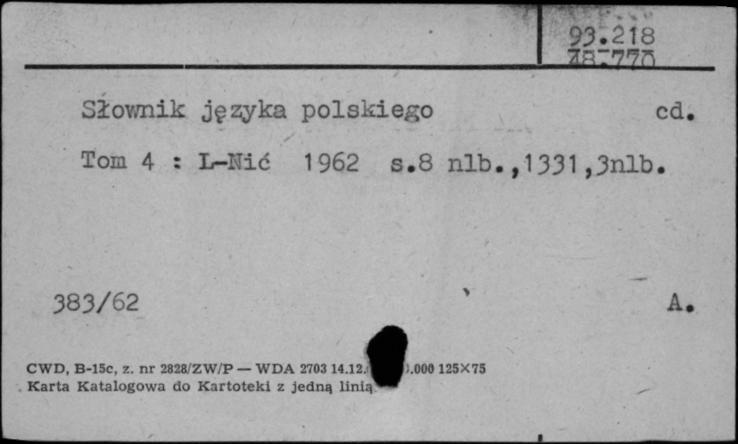 93.218
48-770
Słownik języka polskiego cd.
Tom 4 : L-Nić 1962 s.8 nlb.,1331,3nlb.
383/62 A.
CWD, B-15c, z. nr 2828/ZW/P — WDA 2703 14.12. .000 125×75
Karta Katalogowa do Kartoteki z jedną linią